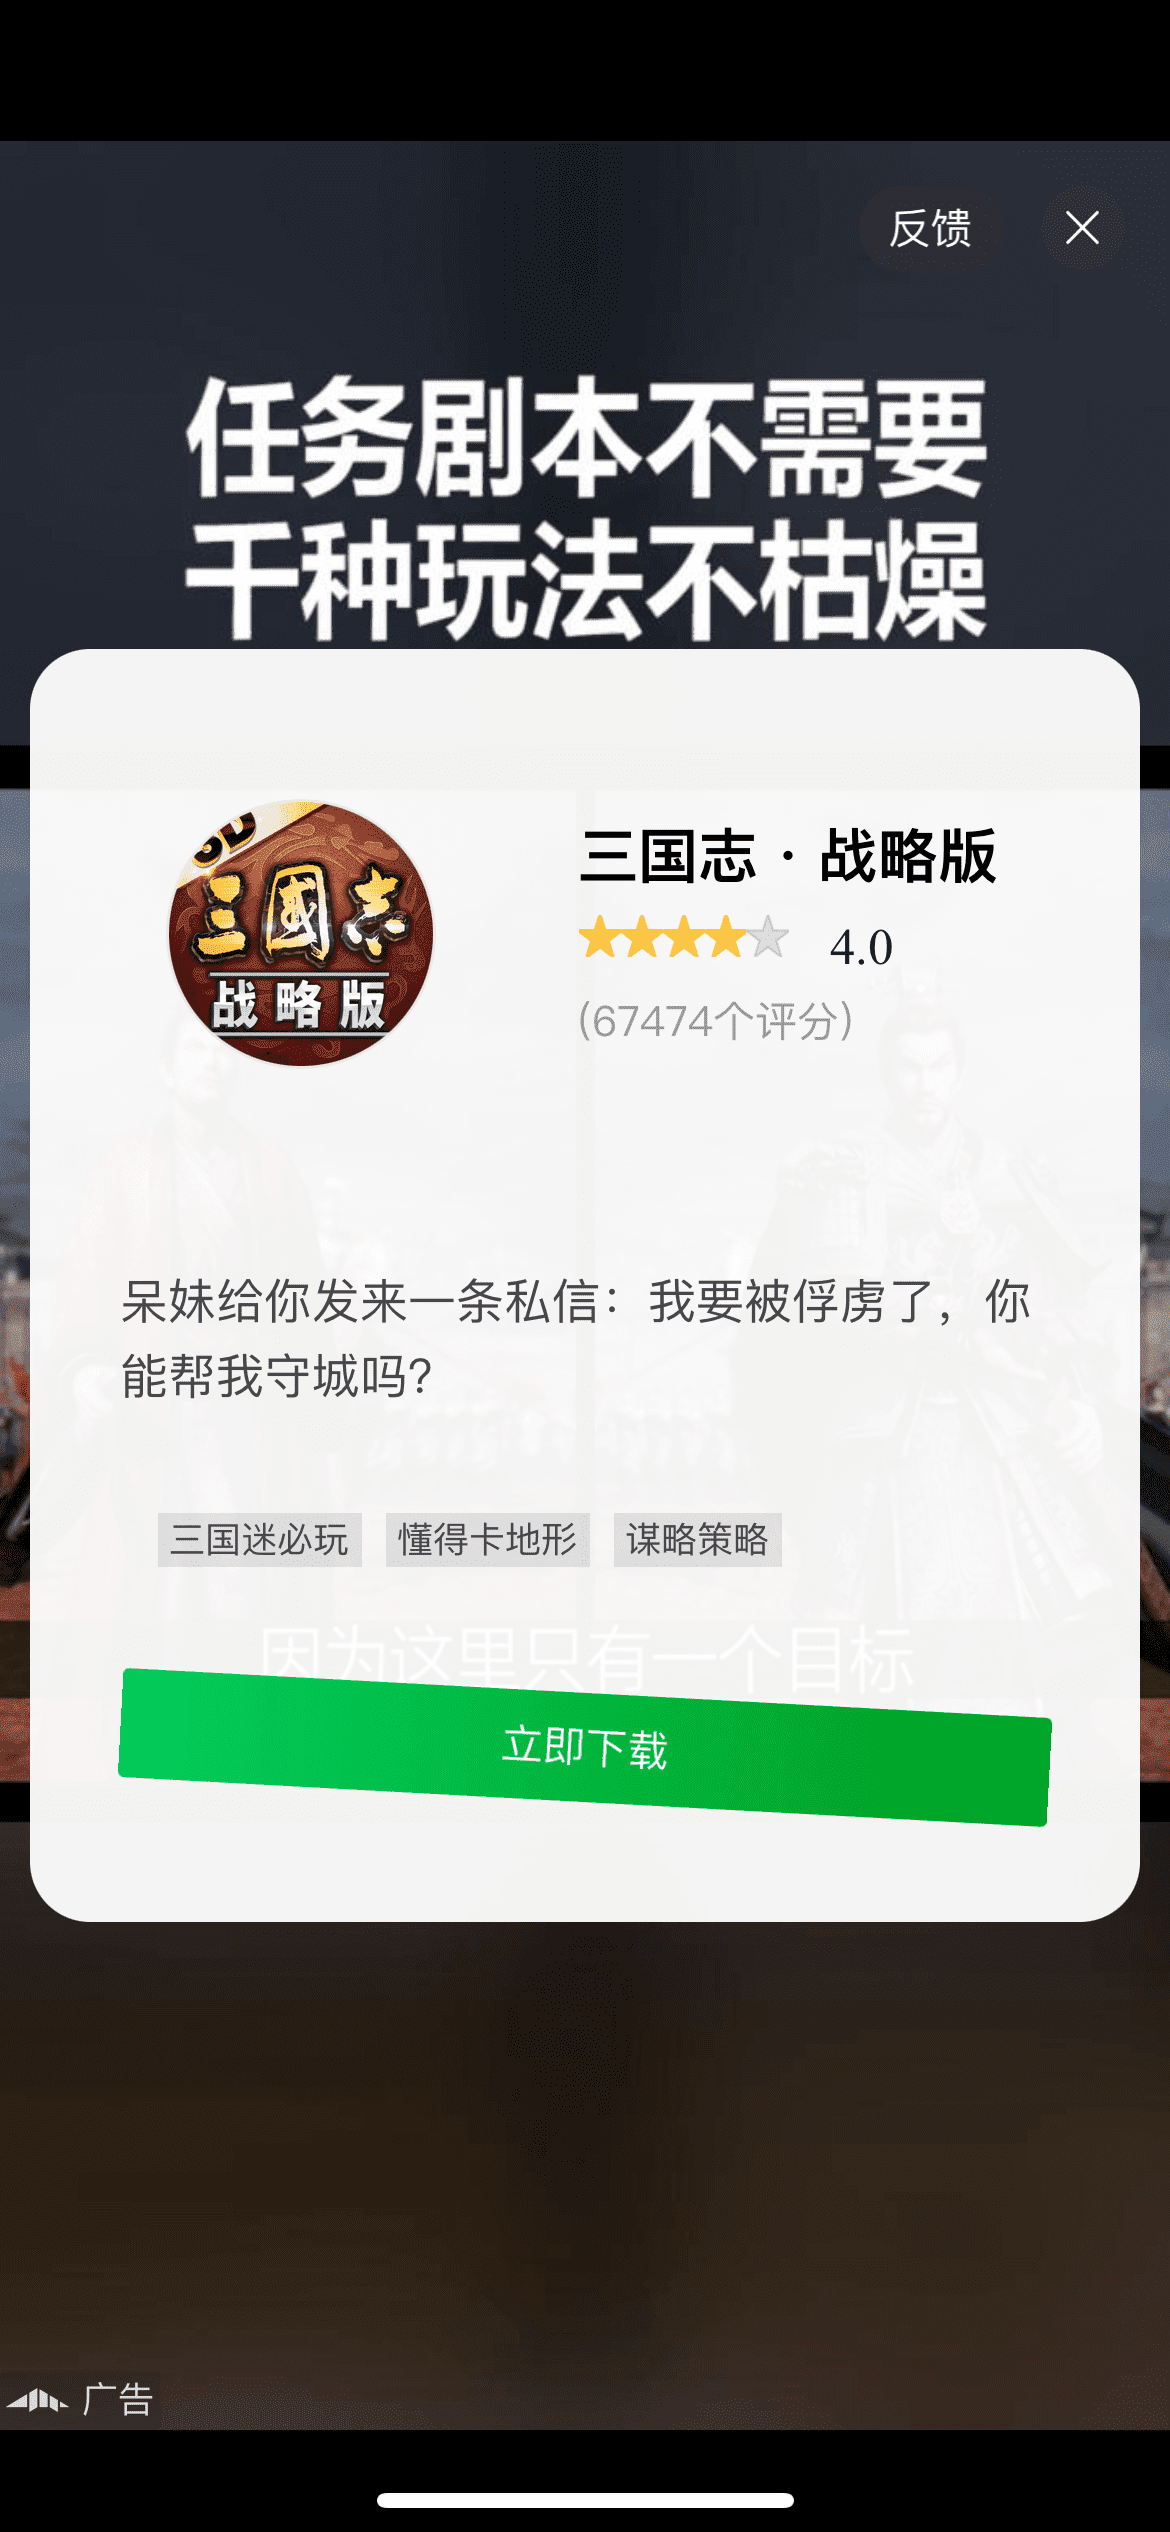 反馈
任务剧本不需要
千种玩法不枯燥
三國志
战略版
三国志 · 战略版
4.0
(67474个评分)
呆妹给你发来一条私信：我要被俘虏了，你
能帮我守城吗？
三国迷必玩 懂得卡地形 谋略策略
因为这里只有一个目标
立即下载
广告